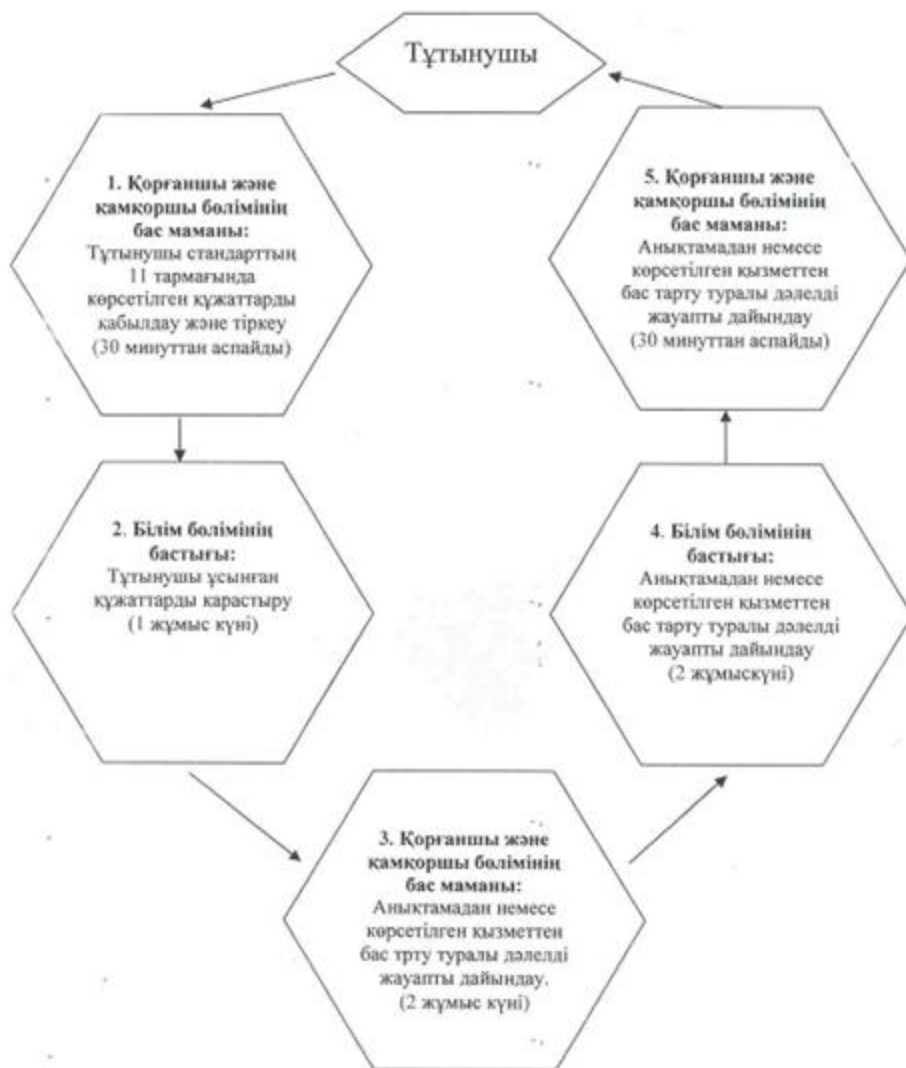 Тұтынушы
1. Қорғаншы және
қамқоршы бөлімінің
бас маманы:
Тұтынушы стандарттың
11 тармағында
көрсетілген құжаттарды
қабылдау және тіркеу
(30 минуттан аспайды)
2. Білім бөлімінің
бастығы:
Тұтынушы ұсынған
құжаттарды қарастыру
(1 жұмыс күні)
3. Қорғаншы және
қамқоршы бөлімінің
бас маманы:
Анықтамадан немесе
көрсетілген қызметтен
бас трту туралы дәлелді
жауапты дайындау.
(2 жұмыс күні)
4. Білім бөлімінің
бастығы:
Анықтамадан немесе
көрсетілген қызметтен
бас тарту туралы дәлелді
жауапты дайындау
(2 жұмыскүні)
5. Қорғаншы және
қамқоршы бөлімінің
бас маманы:
Анықтамадан немесе
көрсетілген қызметтен
бас тарту туралы дәлелді
жауапты дайындау
(30 минуттан аспайды)